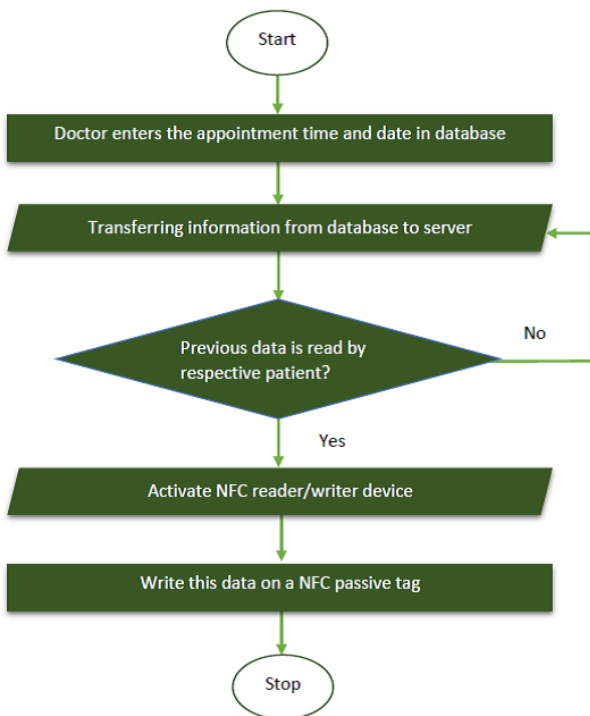 Start
Doctor enters the appointment time and date in database
Transferring information from database to server
Previous data is read by
respective patient?
No
Yes
Activate NFC reader/writer device
Write this data on a NFC passive tag
Stop